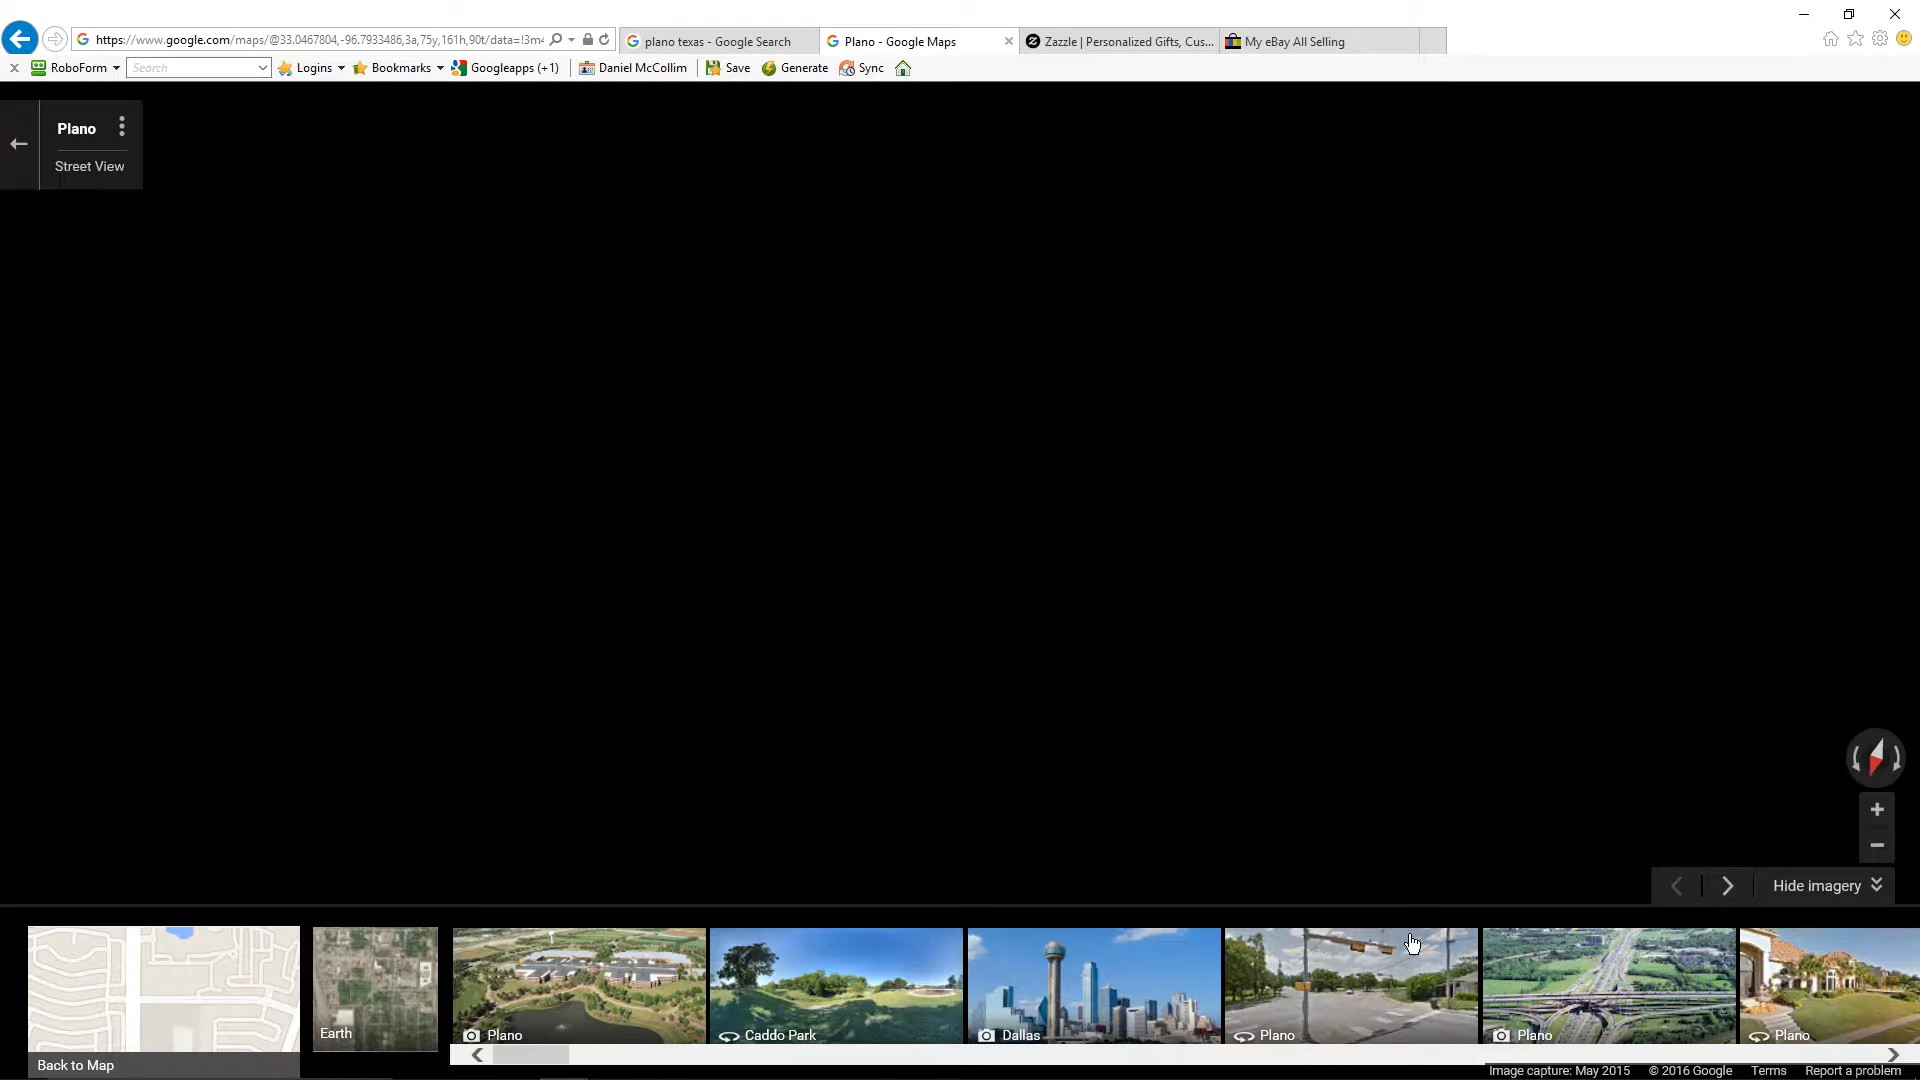 https://www.google.com/maps/@33.0467804,-96.7933486,3a,75y,161h,90t/data=!3m4
plano texas - Google Search
Plano - Google Maps
Zazzle | Personalized Gifts, Cus...
My eBay All Selling
RoboForm
Search
Logins
Bookmarks
Googleapps (+1)
Daniel McCollim
Save
Generate
Sync
Plano
Street View
Hide imagery
Back to Map
Earth
Plano
Caddo Park
Dallas
Plano
Plano
Plano
Image capture: May 2015
© 2016 Google
Terms
Report a problem